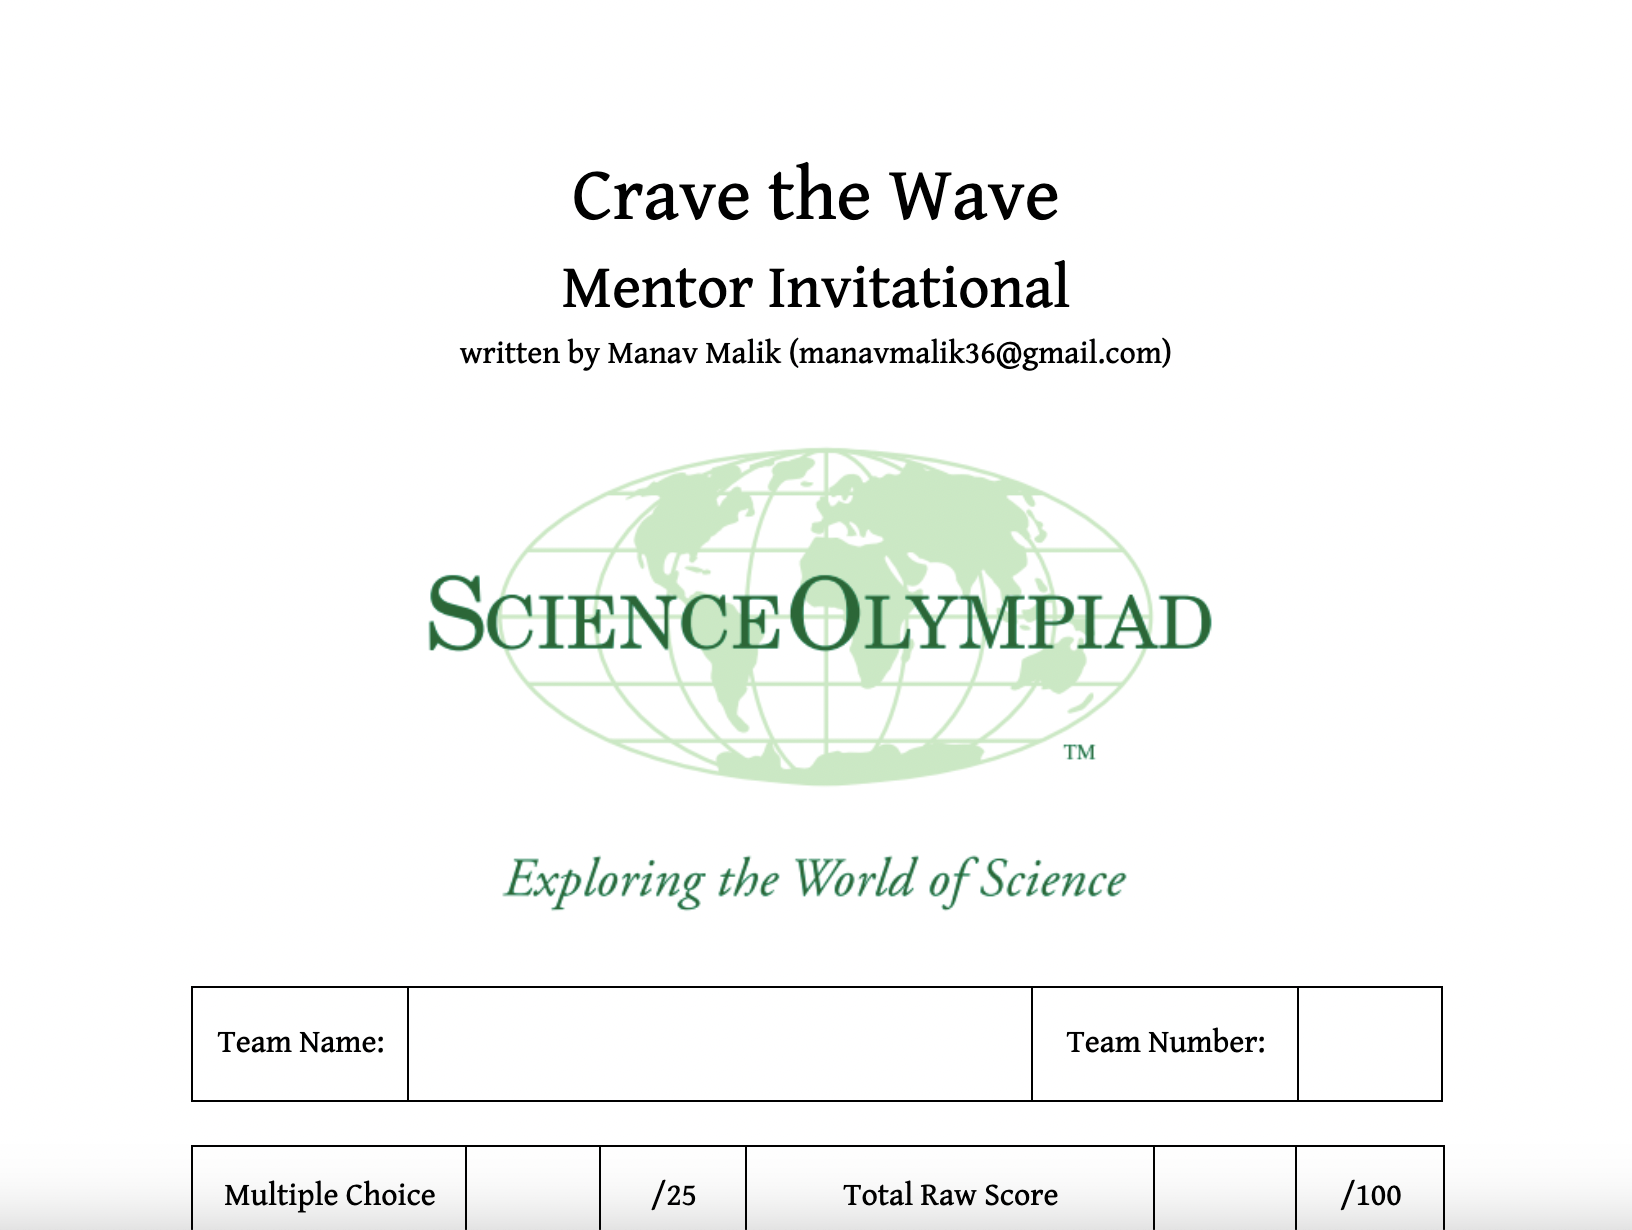 Crave the Wave
Mentor Invitational
written by Manav Malik (manavmalik36@gmail.com)
SCIENCE OLYMPIAD
TM
Exploring the World of Science
Team Name:
Team Number:
Multiple Choice /25 Total Raw Score /100